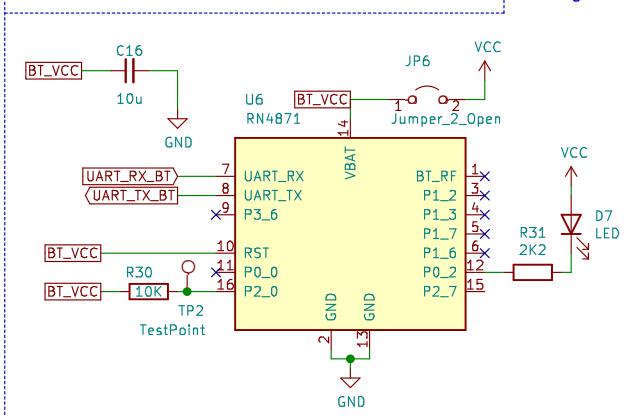 C16
BT_VCC
10u
GND
JP6
VCC
BT_VCC
1
2
Jumper_2_Open
U6
RN4871
14
VBAT
UART_RX_BT
7
UART_RX
UART_TX_BT
8
UART_TX
9
P3_6
BT_VCC
10
RST
11
P0_0
BT_VCC
R30
10K
16
P2_0
TP2
TestPoint
BT_RF
1
P1_2
3
P1_3
4
P1_7
5
P1_6
6
P0_2
12
P2_7
15
R31
2K2
VCC
D7
LED
GND
GND
2
13
GND